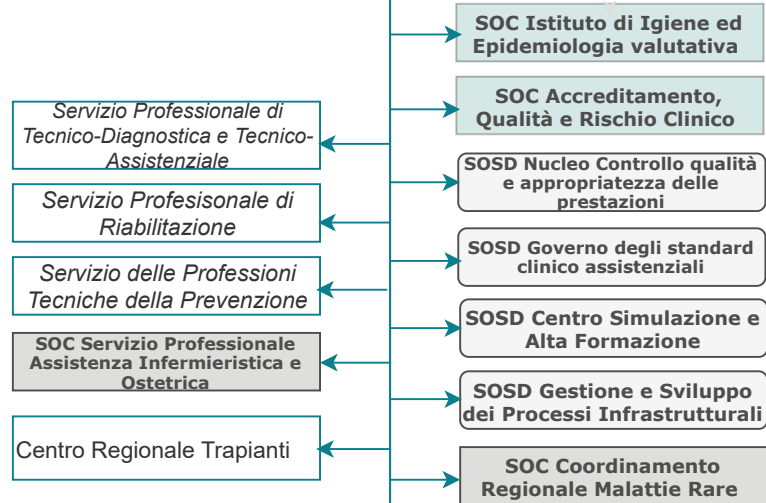 SOC Istituto di Igiene ed
Epidemiologia valutativa
SOC Accreditamento,
Qualità e Rischio Clinico
Servizio Professionale di
Tecnico-Diagnostica e Tecnico-
Assistenziale
SOSD Nucleo Controllo qualità
e appropriatezza delle
prestazioni
Servizio Profesisonale di
Riabilitazione
SOSD Governo degli standard
clinico assistenziali
Servizio delle Professioni
Tecniche della Prevenzione
SOSD Centro Simulazione e
Alta Formazione
SOC Servizio Professionale
Assistenza Infermieristica e
Ostetrica
SOSD Gestione e Sviluppo
dei Processi Infrastrutturali
Centro Regionale Trapianti
SOC Coordinamento
Regionale Malattie Rare